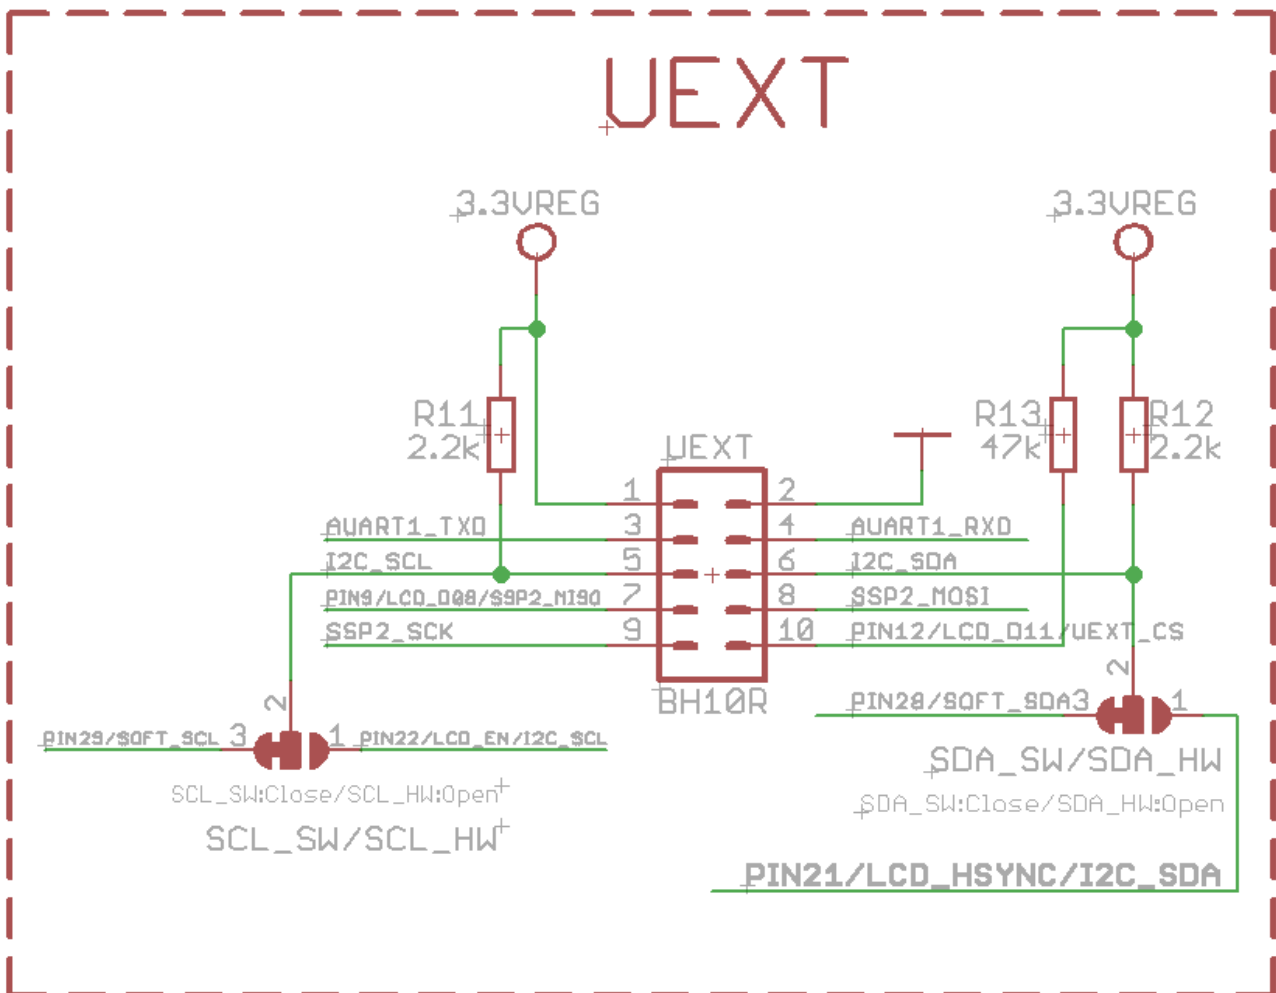 UEXT
3.3VREG
3.3VREG
R11
2.2k
R13
47k
R12
2.2k
UEXT
1
2
AUART1_TXD
3
4
AUART1_RXD
I2C_SCL
5
6
I2C_SDA
PIN9/LCD_D08/SSP2_MISO
7
8
SSP2_MOSI
SSP2_SCK
9
10
PIN12/LCD_D11/UEXT_CS
BH10R
2
2
PIN28/SOFT_SDA
3
1
PIN29/SOFT_SCL
3
1
PIN22/LCD_EN/I2C_SCL
SDA_SW/SDA_HW
SCL_SW:Close/SCL_HW:Open
SDA_SW:Close/SDA_HW:Open
SCL_SW/SCL_HW
PIN21/LCD_HSYNC/I2C_SDA